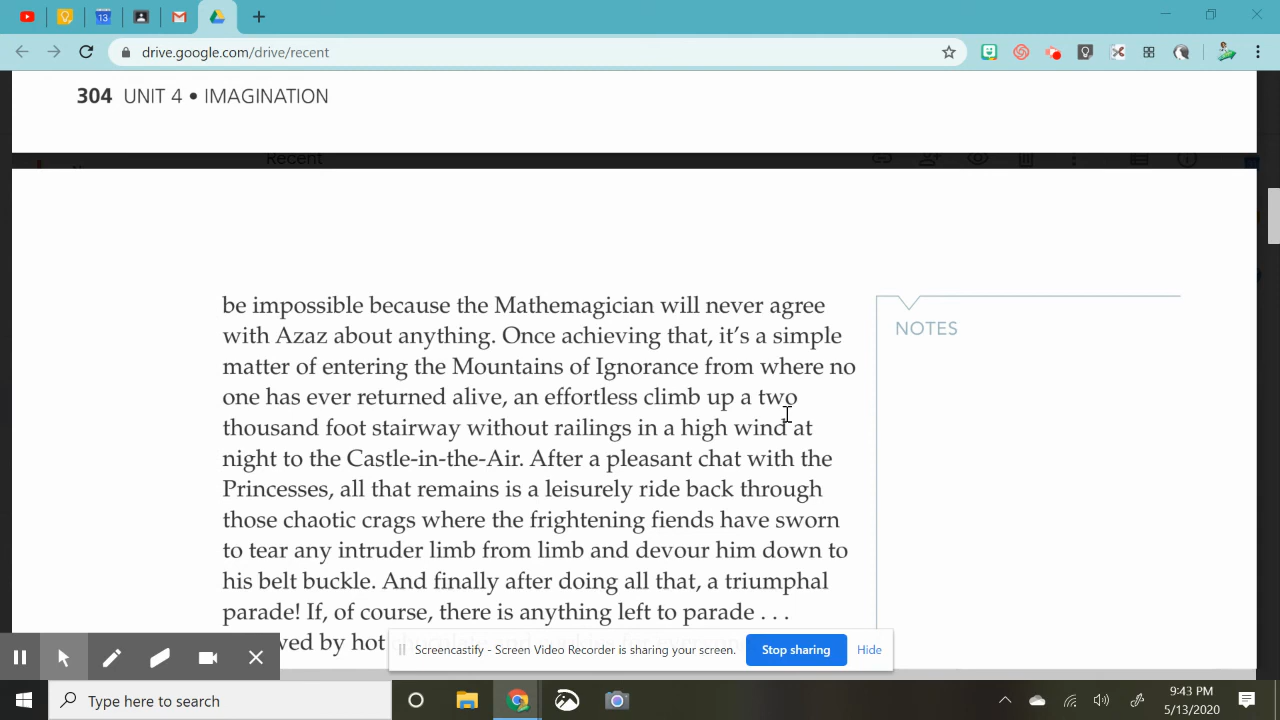 13
drive.google.com/drive/recent
304 UNIT 4 • IMAGINATION
Recent
be impossible because the Mathemagician will never agree
with Azaz about anything. Once achieving that, it's a simple
matter of entering the Mountains of Ignorance from where no
one has ever returned alive, an effortless climb up a two
thousand foot stairway without railings in a high wind at
night to the Castle-in-the-Air. After a pleasant chat with the
Princesses, all that remains is a leisurely ride back through
those chaotic crags where the frightening fiends have sworn
to tear any intruder limb from limb and devour him down to
his belt buckle. And finally after doing all that, a triumphal
parade! If, of course, there is anything left to parade . . .
by hot
NOTES
Screencastify - Screen Video Recorder is sharing your screen.
Stop sharing
Hide
Type here to search
9:43 PM
5/13/2020